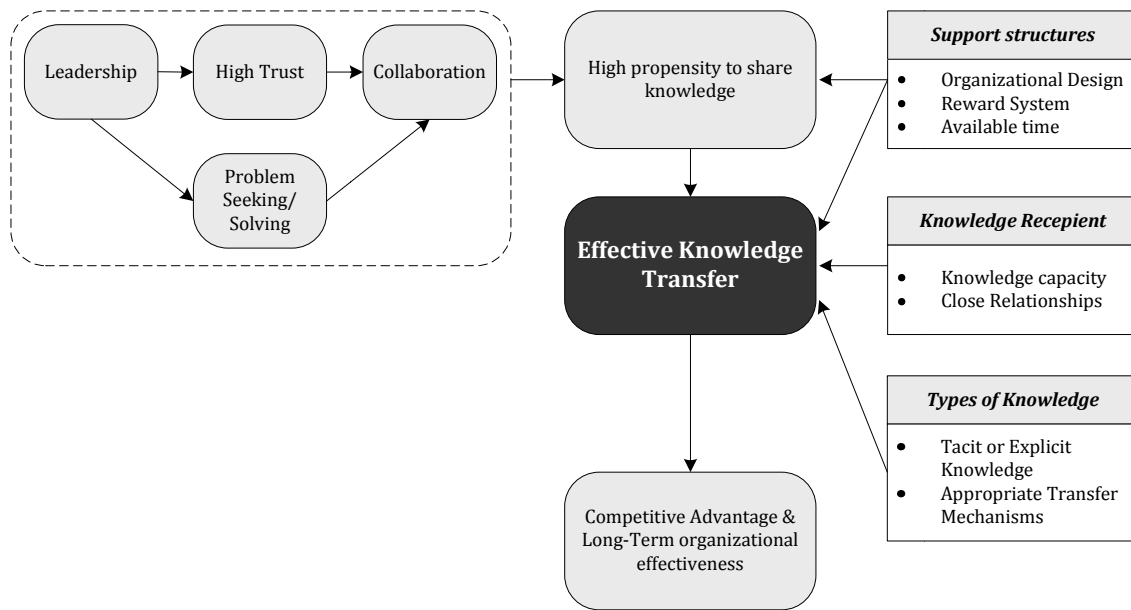 Leadership
High Trust
Collaboration
Problem
Seeking/
Solving
High propensity to share
knowledge
Effective Knowledge
Transfer
Competitive Advantage &
Long-Term organizational
effectiveness
Support structures
• Organizational Design
• Reward System
• Available time
Knowledge Recepient
• Knowledge capacity
• Close Relationships
Types of Knowledge
• Tacit or Explicit
Knowledge
• Appropriate Transfer
Mechanisms